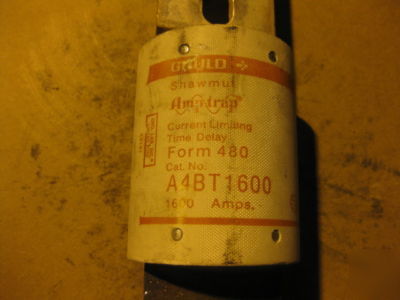 GOULD
Shawmut
Amp-trap
Current Limiting
Time Delay
Form 480
Cat. No.
A4BT1600
1600 Amps.